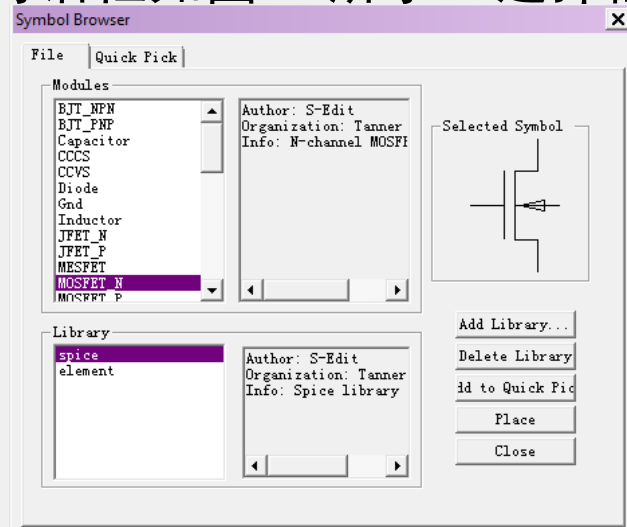 Symbol Browser
File
Quick Pick
Modules
BJT_NPN
BJT_PNP
Capacitor
CCCS
CCVS
Diode
Gnd
Inductor
JFET_N
JFET_P
MESFET
MOSFET_N
MOSFET_P
Author: S-Edit
Organization: Tanner
Info: N-channel MOSFE
Selected Symbol
Library
spice
element
Author: S-Edit
Organization: Tanner
Info: Spice library
Add Library...
Delete Library
dd to Quick Pic
Place
Close